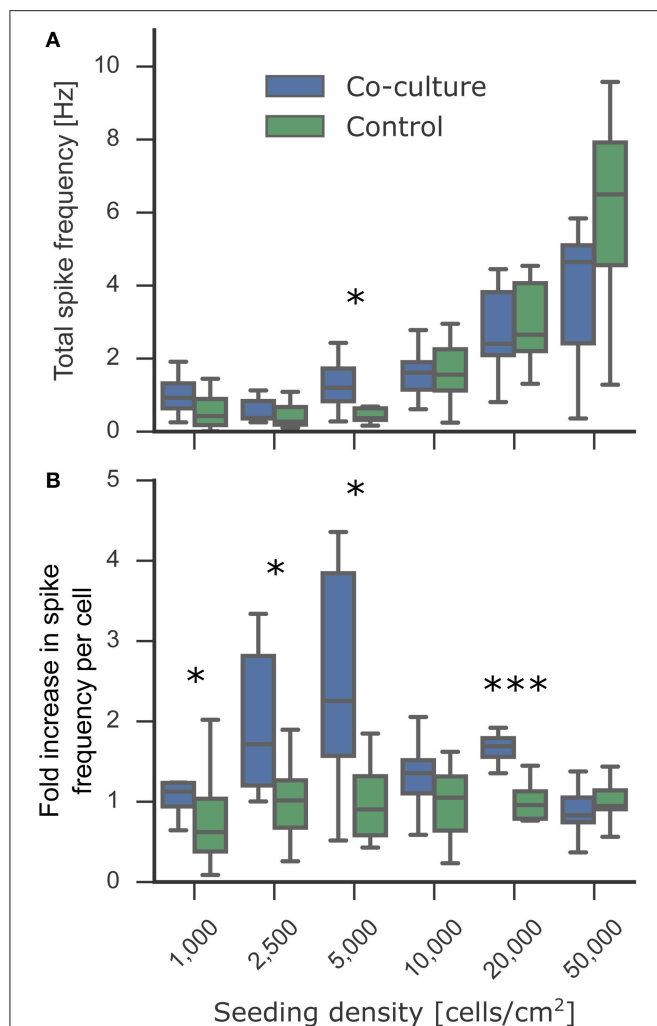 A
Total spike frequency [Hz]
10
8
6
4
2
0
Co-culture
Control
*
B
Fold increase in spike
frequency per cell
5
4
3
2
1
0
*
*
*
***
1,000
2,500
5,000
10,000
20,000
50,000
Seeding density [cells/cm²]